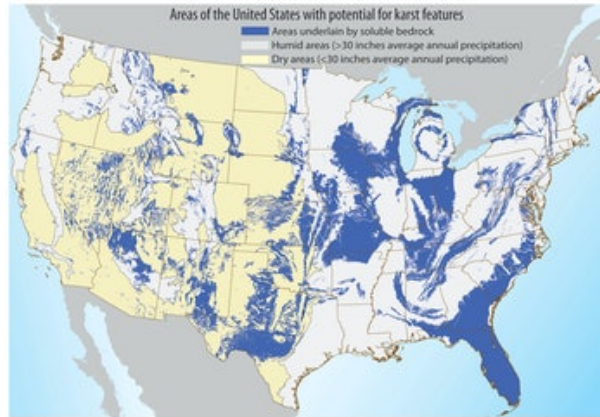 Areas of the United States with potential for karst features
Areas underlain by soluble bedrock
Humid areas (>30 inches average annual precipitation)
Dry areas (<30 inches average annual precipitation)